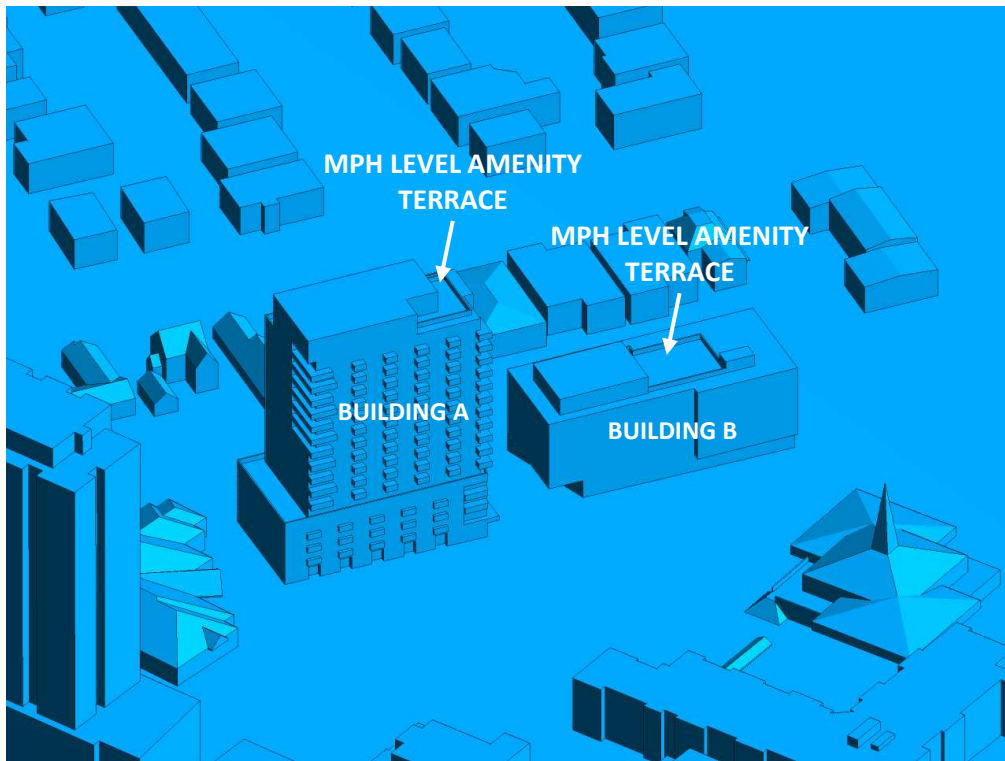 MPH LEVEL AMENITY
TERRACE
MPH LEVEL AMENITY
TERRACE
BUILDING A
BUILDING B